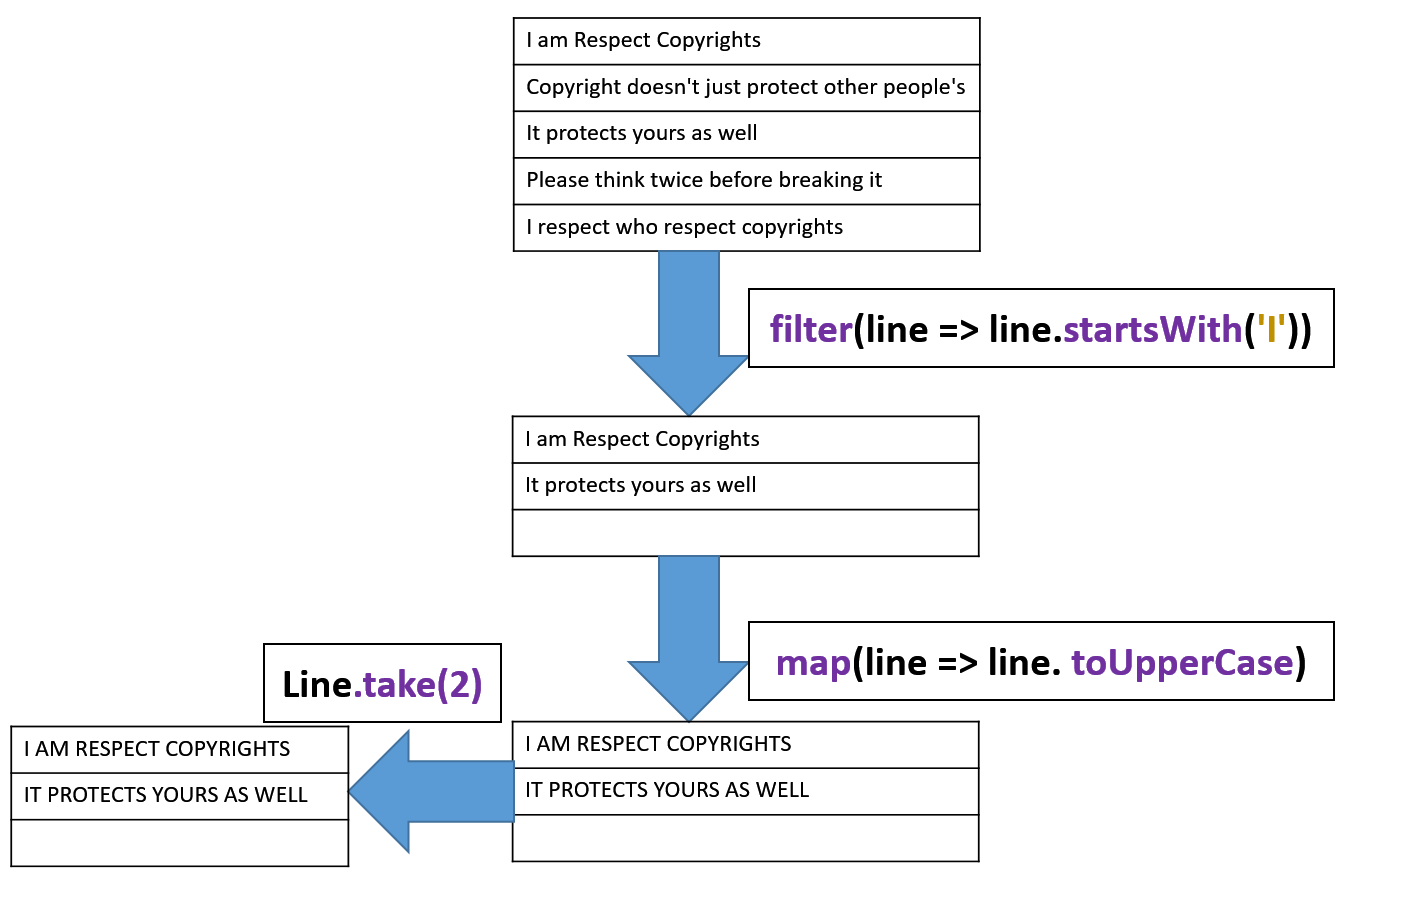 I am Respect Copyrights
Copyright doesn't just protect other people's
It protects yours as well
Please think twice before breaking it
I respect who respect copyrights
filter(line => line.startsWith('I'))
I am Respect Copyrights
It protects yours as well
map(line => line. toUpperCase)
Line.take(2)
I AM RESPECT COPYRIGHTS
IT PROTECTS YOURS AS WELL
I AM RESPECT COPYRIGHTS
IT PROTECTS YOURS AS WELL